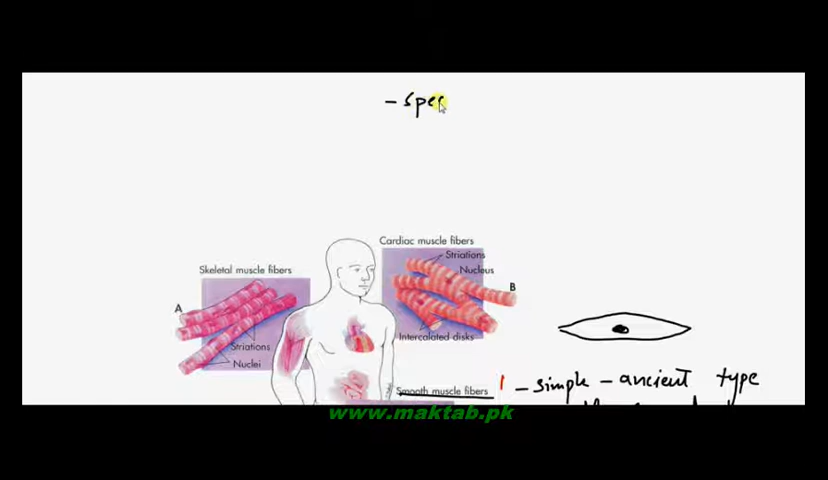 - spec
Cardiac muscle fibers
Striations
Skeletal muscle fibers
Nucleus
A
B
Intercalated disks
Striations
Nuclei
Smooth muscle fibers
1 - simple - ancient type
www.maktab.pk